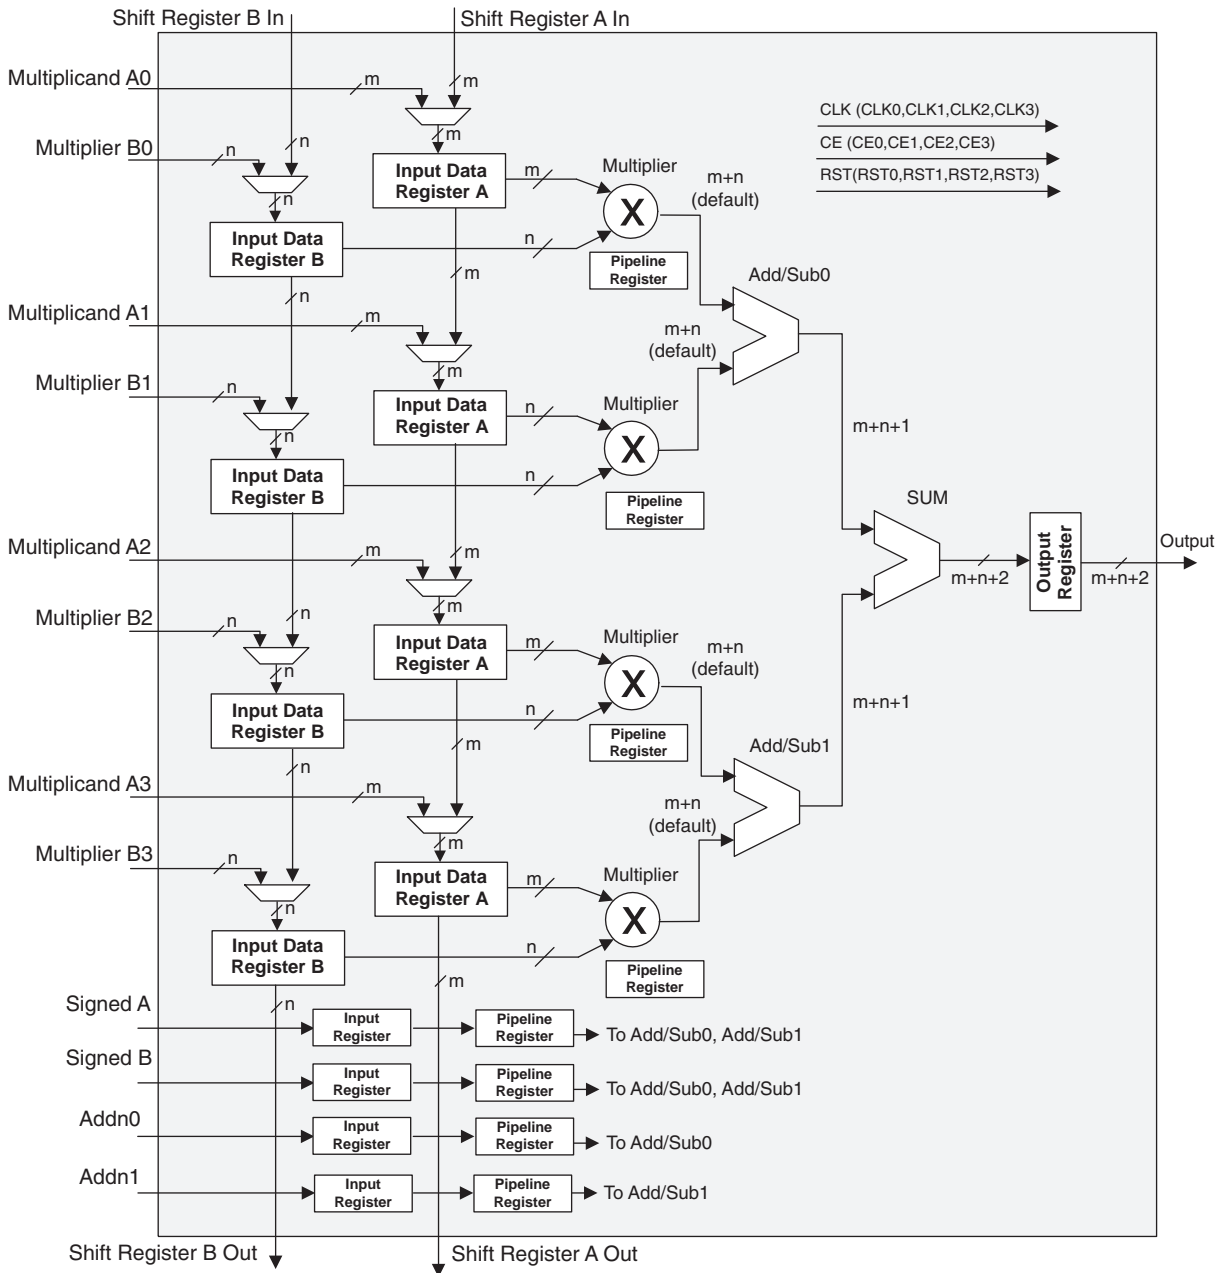 Shift Register B In
Shift Register A In
Multiplicand A0
m
m
CLK (CLK0,CLK1,CLK2,CLK3)
m
Multiplier B0
n
n
CE (CE0,CE1,CE2,CE3)
RST(RST0,RST1,RST2,RST3)
n
Input Data
Register A
m
Multiplier
X
m+n
(default)
Input Data
Register B
n
Pipeline
Register
m
n
Add/Sub0
Multiplicand A1
m
m
m+n
(default)
Multiplier B1
n
n
Input Data
Register A
n
Multiplier
X
m+n+1
Input Data
Register B
n
Pipeline
Register
SUM
Multiplicand A2
m
m
m
m+n+2
Output
Register
m+n+2
Output
Multiplier B2
n
n
n
Input Data
Register A
m
Multiplier
X
m+n
(default)
Input Data
Register B
n
Pipeline
Register
m+n+1
m
n
Add/Sub1
Multiplicand A3
m
m
m+n
(default)
Multiplier B3
n
n
Input Data
Register A
m
Multiplier
X
Input Data
Register B
n
Pipeline
Register
m
n
Signed A
Input
Register
Pipeline
Register
To Add/Sub0, Add/Sub1
Signed B
Input
Register
Pipeline
Register
To Add/Sub0, Add/Sub1
Addn0
Input
Register
Pipeline
Register
To Add/Sub0
Addn1
Input
Register
Pipeline
Register
To Add/Sub1
Shift Register B Out
Shift Register A Out